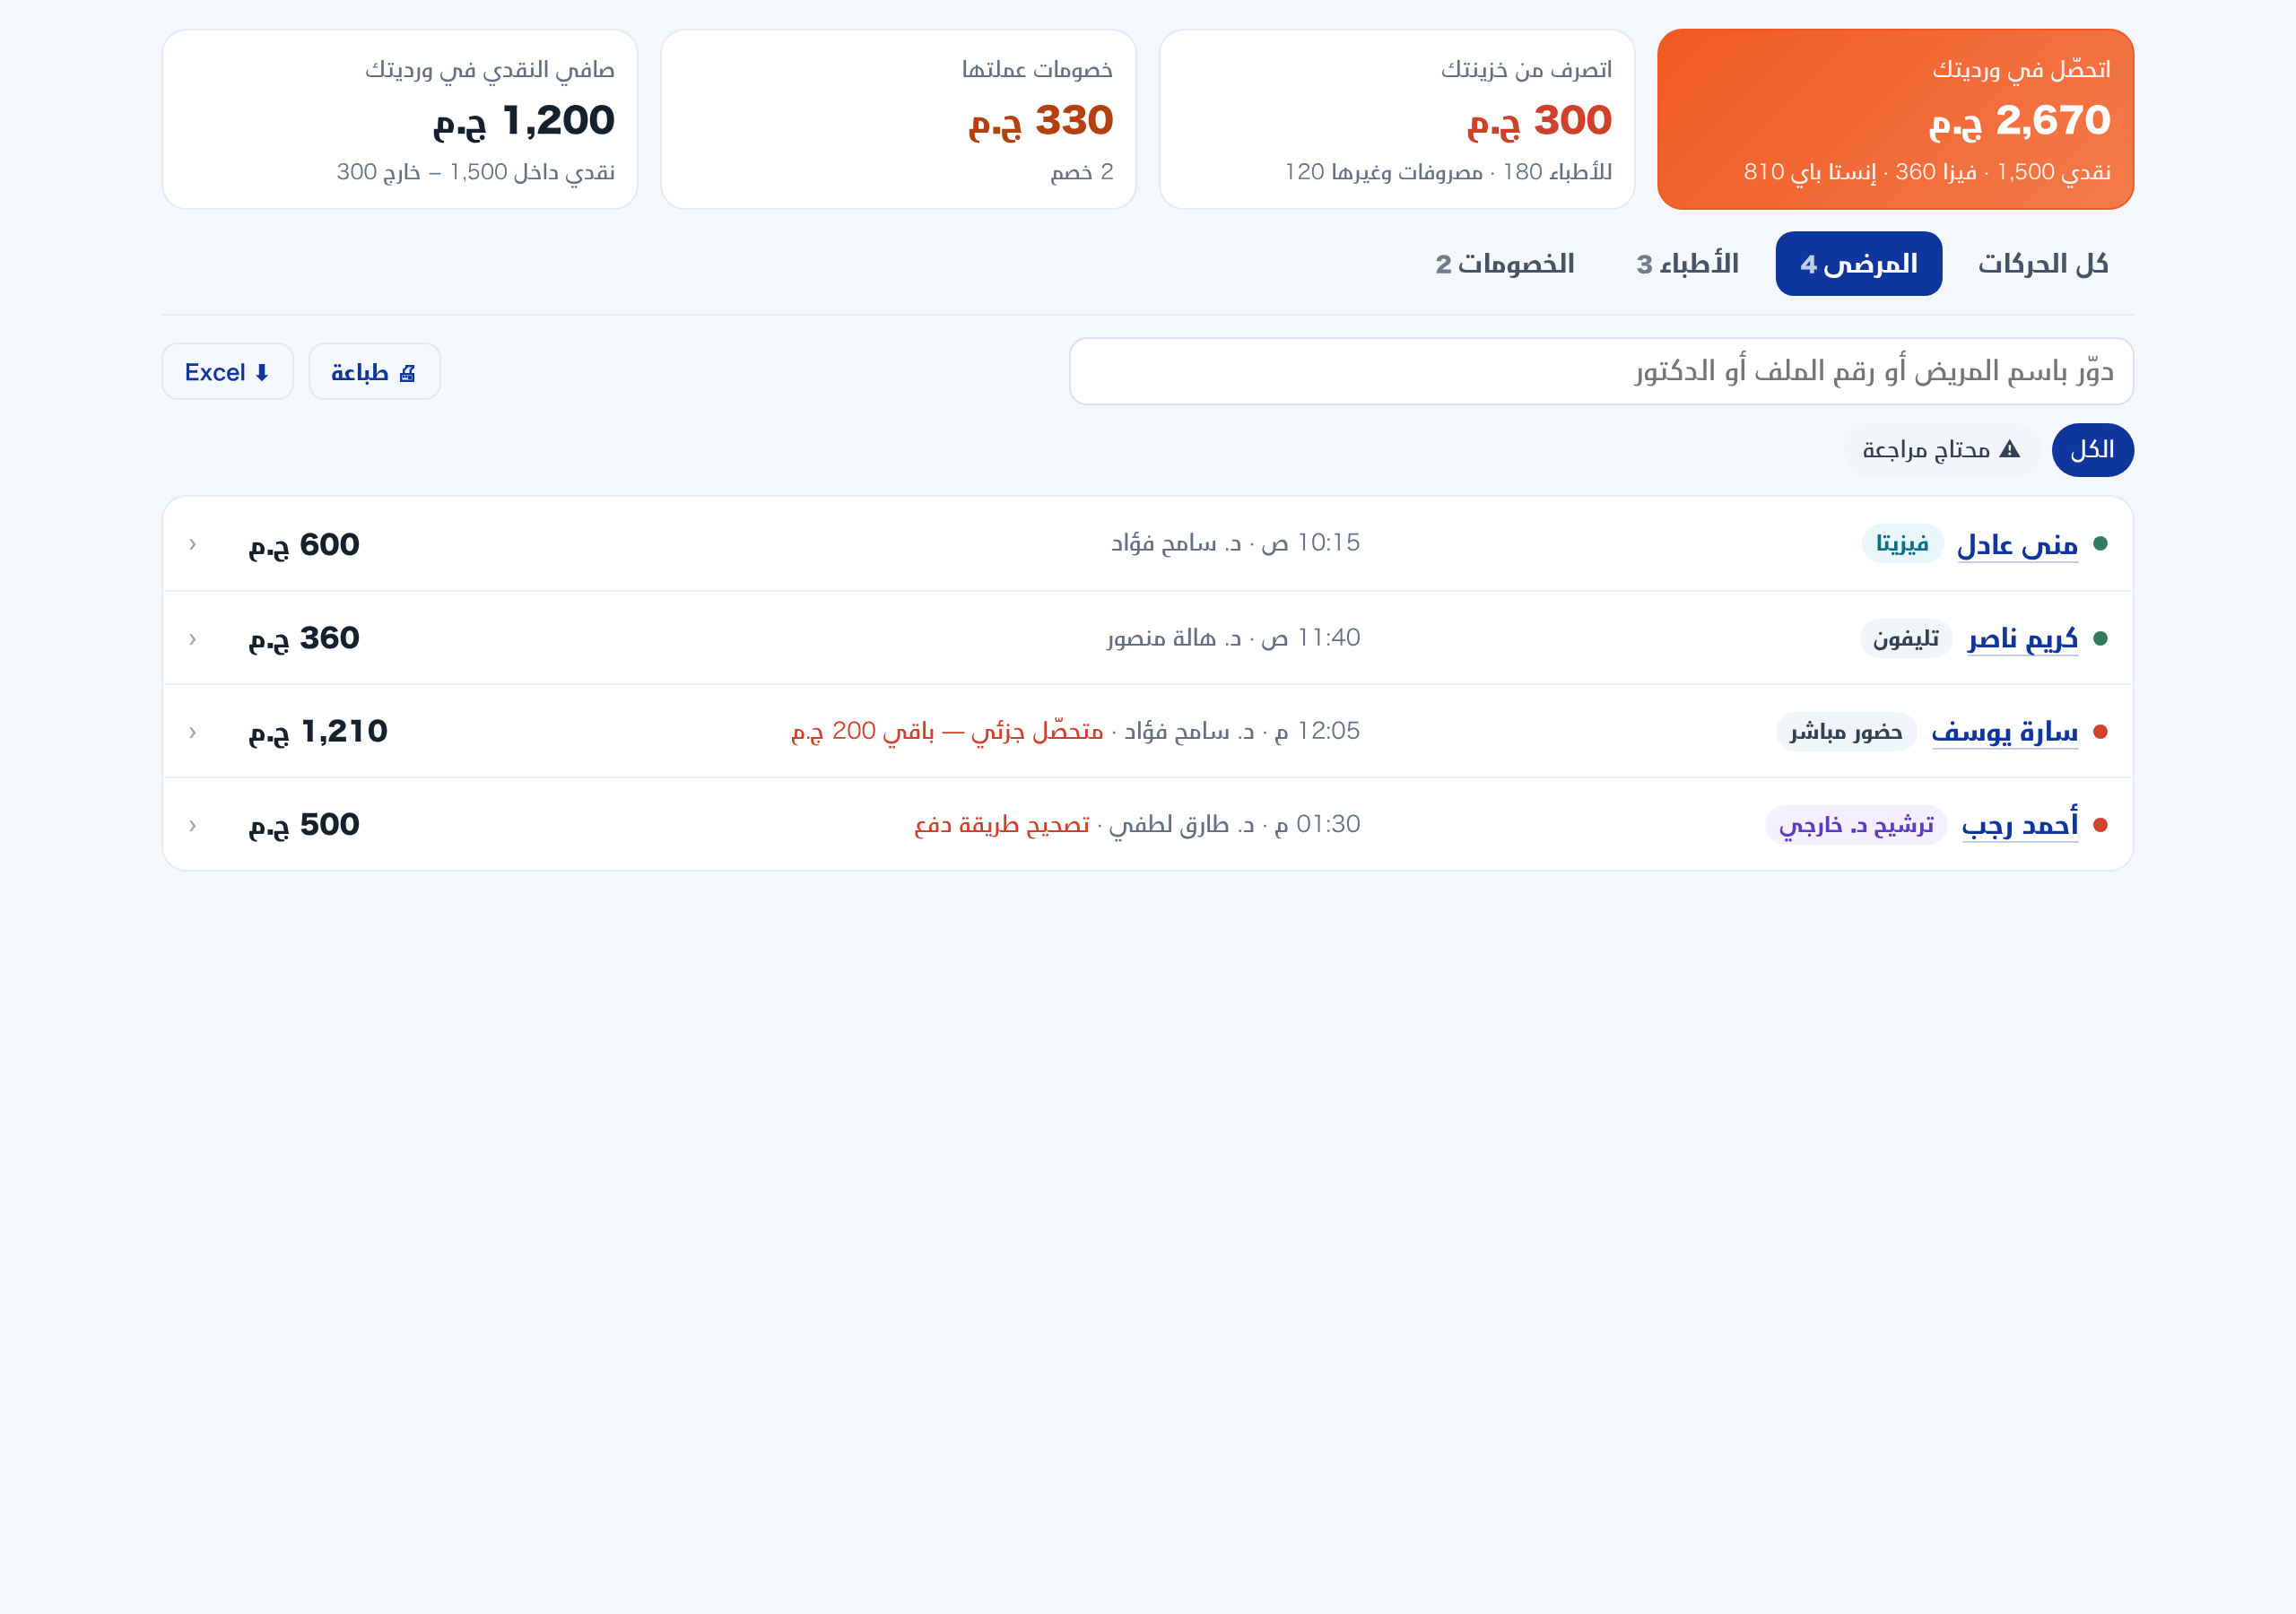 اتحصّل في ورديتك
2,670 ج.م
نقدي 1,500 · فيزا 360 · إنستا باي 810
اتصرف من خزينتك
300 ج.م
للأطباء 180 · مصروفات وغيرها 120
خصومات عملتها
330 ج.م
2 خصم
صافي النقدي في ورديتك
1,200 ج.م
نقدي داخل 1,500 – خارج 300
كل الحركات المرضى 4 الأطباء 3 الخصومات 2
دوّر باسم المريض أو رقم الملف أو الدكتور
🖨 طباعة ⬇ Excel
الكل ⚠ محتاج مراجعة
منى عادل فيزيتا 10:15 ص · د. سامح فؤاد 600 ج.م
كريم ناصر تليفون 11:40 ص · د. هالة منصور 360 ج.م
سارة يوسف حضور مباشر 12:05 م · د. سامح فؤاد · متحصّل جزئي — باقي 200 ج.م 1,210 ج.م
أحمد رجب ترشيح د. خارجي 01:30 م · د. طارق لطفي · تصحيح طريقة دفع 500 ج.م